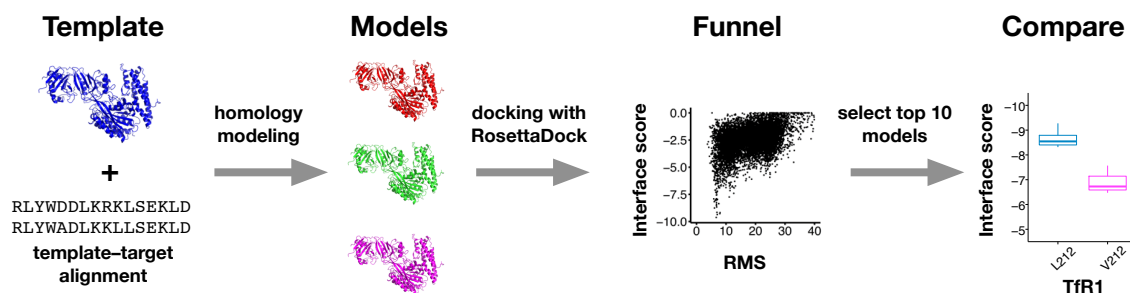 Template
Models
Funnel
Compare
+
RLYWDDLKRKLSEKLD
RLYWADLKKLLSEKLD
template–target
alignment
homology
modeling
docking with
RosettaDock
Interface score
0.0
−2.5
−5.0
−7.5
−10.0
0 10 20 30 40
RMS
select top 10
models
Interface score
−10
−9
−8
−7
−6
−5
L212
V212
TfR1